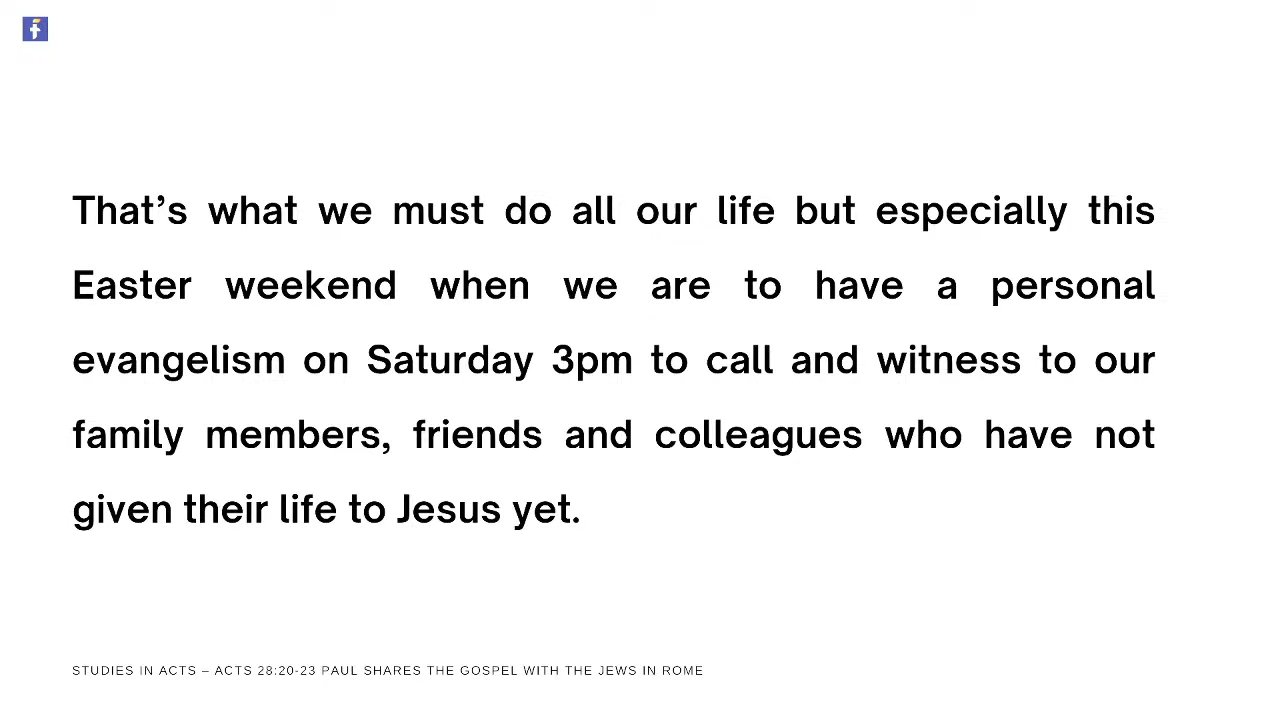 That’s what we must do all our life but especially this
Easter weekend when we are to have a personal
evangelism on Saturday 3pm to call and witness to our
family members, friends and colleagues who have not
given their life to Jesus yet.
STUDIES IN ACTS – ACTS 28:20-23 PAUL SHARES THE GOSPEL WITH THE JEWS IN ROME